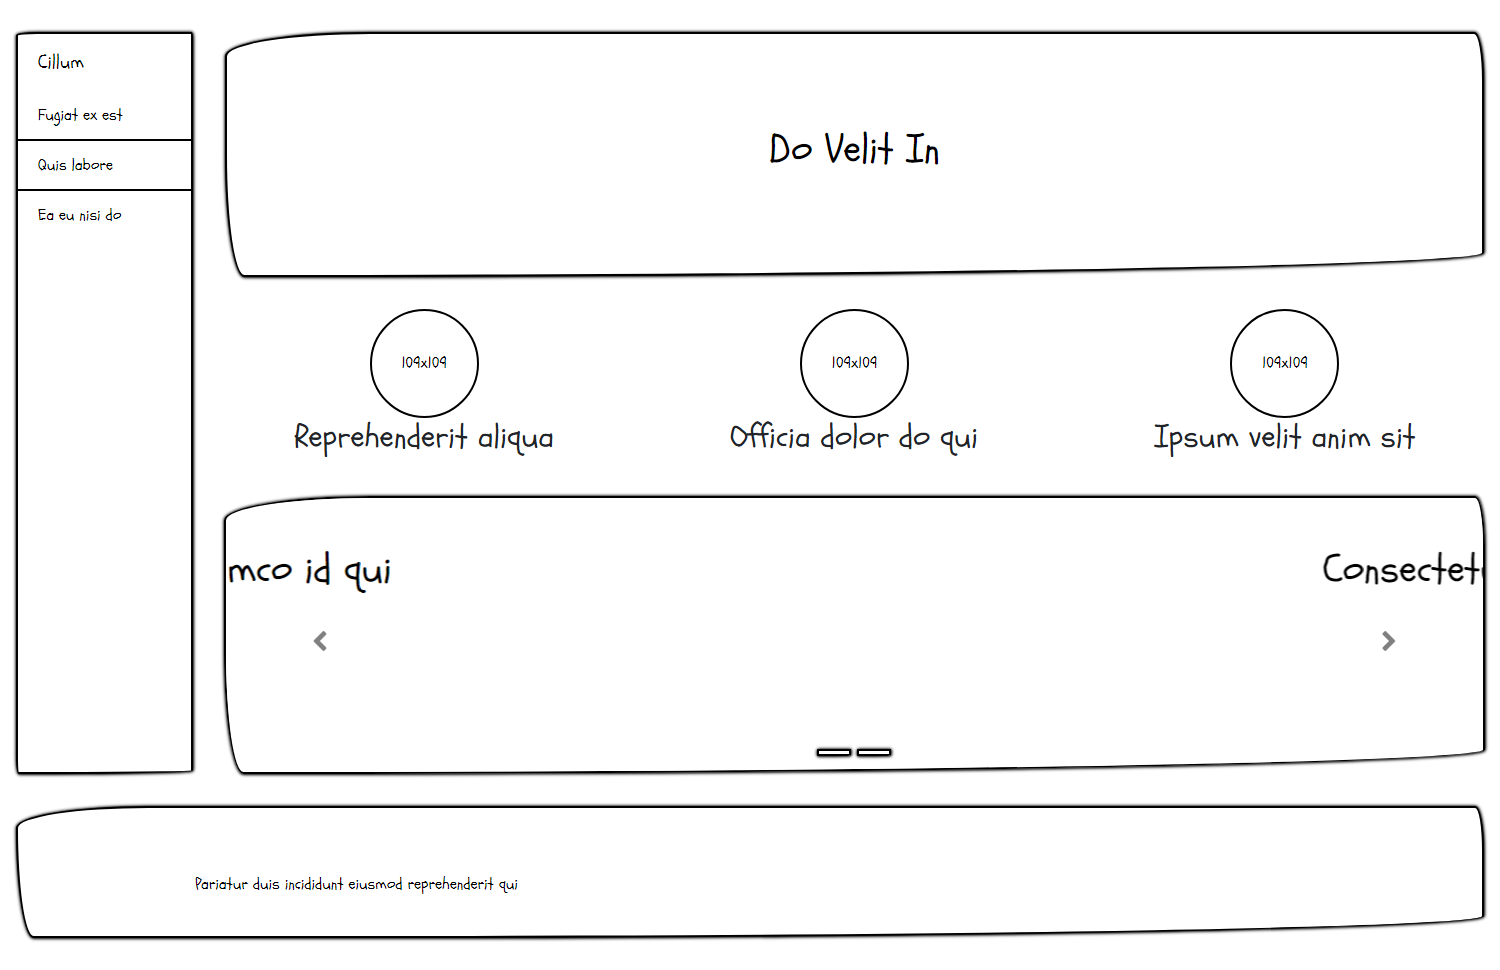 Cillum
Fugiat ex est
Quis labore
Ea eu nisi do
Do Velit In
109x109
109x109
109x109
Reprehenderit aliqua
Officia dolor do qui
Ipsum velit anim sit
mco id qui
Consectet
Pariatur duis incididunt eiusmod reprehenderit qui